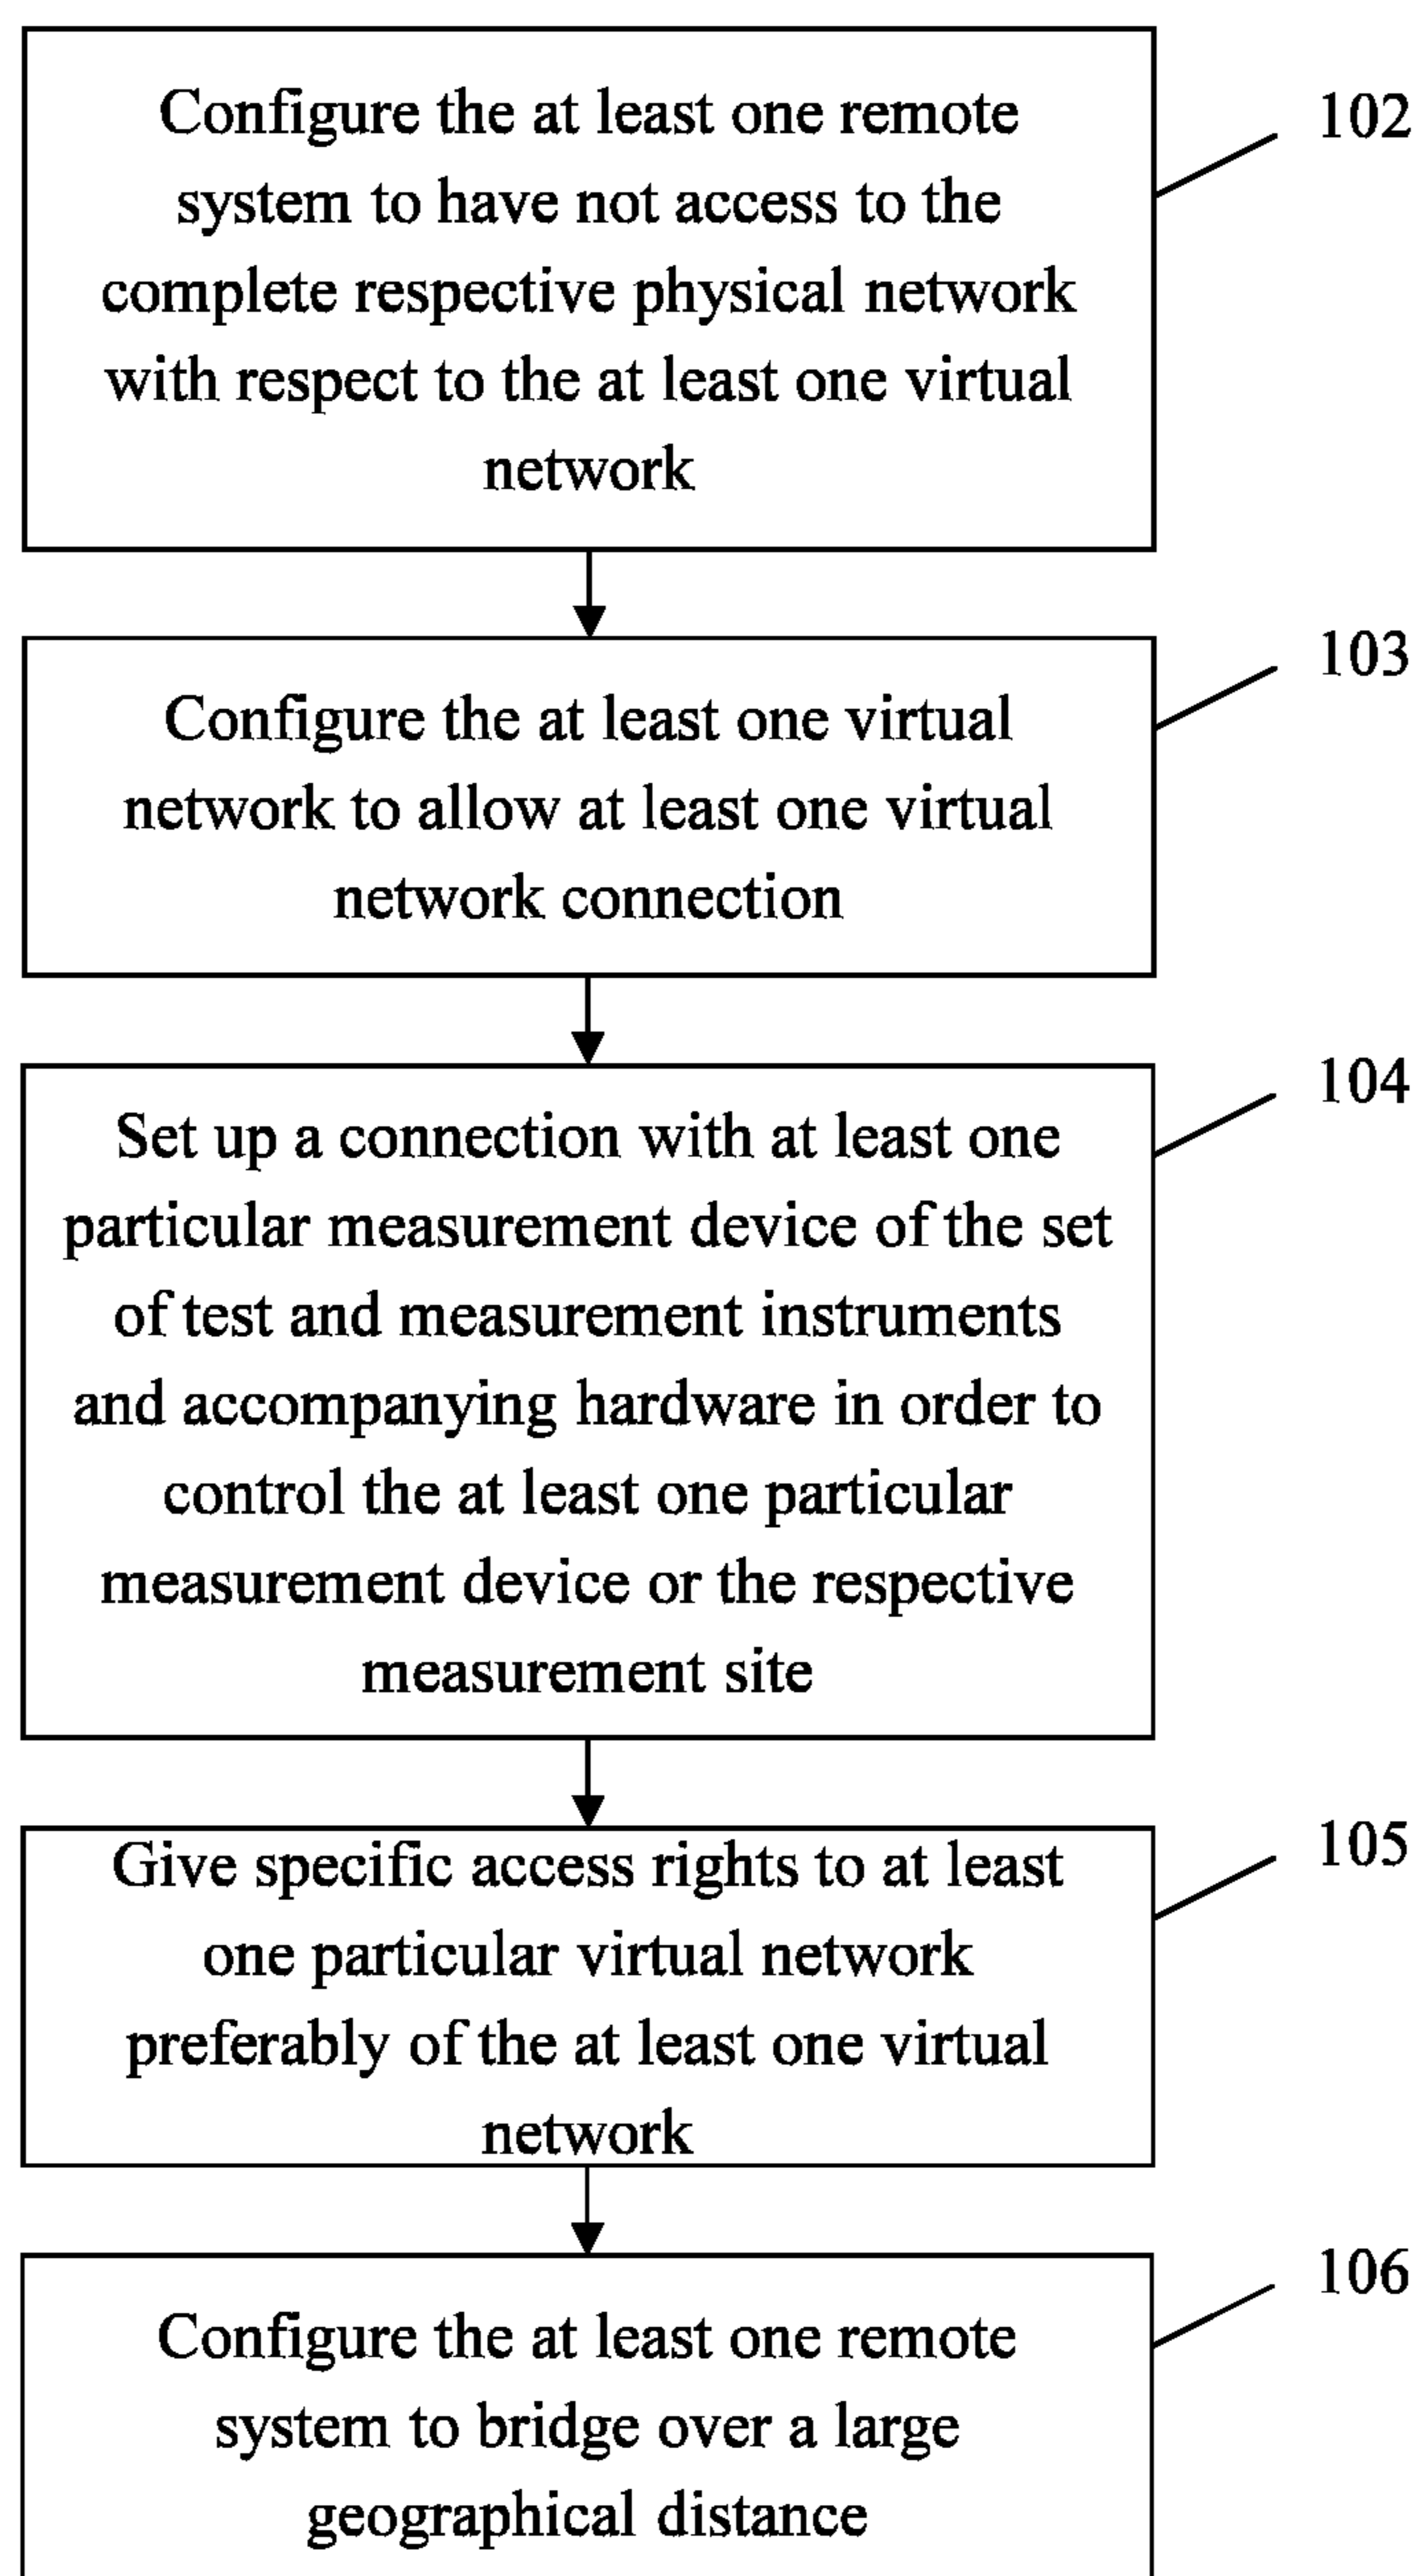 Configure the at least one remote
system to have not access to the
complete respective physical network
with respect to the at least one virtual
network
102
Configure the at least one virtual
network to allow at least one virtual
network connection
103
Set up a connection with at least one
particular measurement device of the set
of test and measurement instruments
and accompanying hardware in order to
control the at least one particular
measurement device or the respective
measurement site
104
Give specific access rights to at least
one particular virtual network
preferably of the at least one virtual
network
105
Configure the at least one remote
system to bridge over a large
geographical distance
106